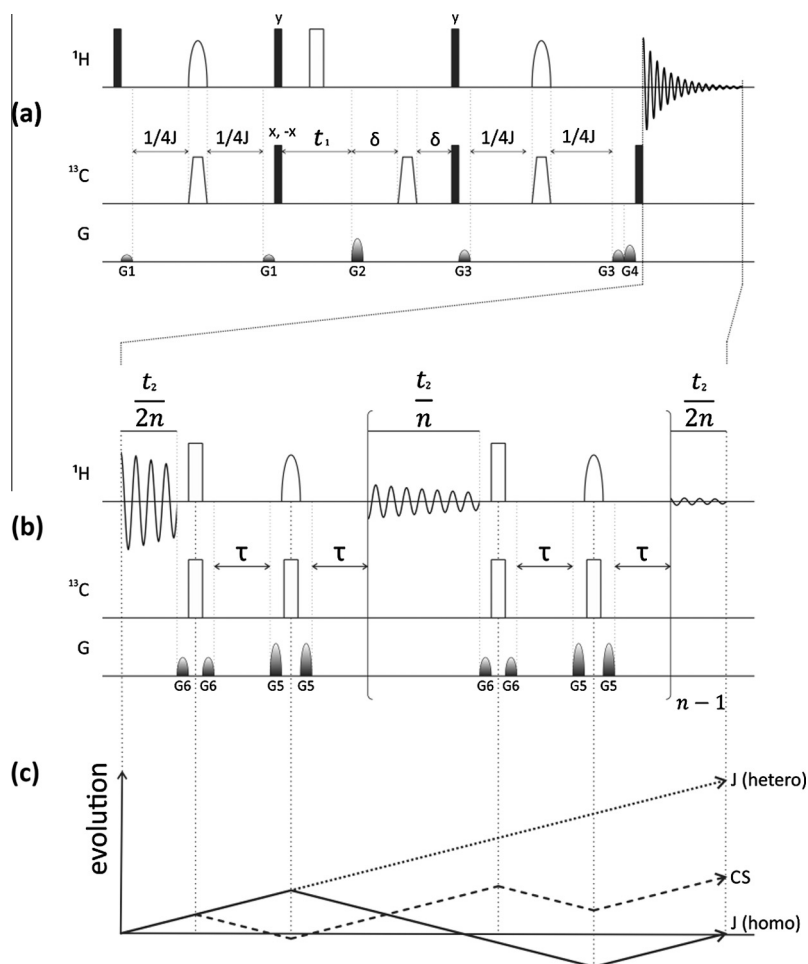 y y
¹H
(a)
1/4J 1/4J x, -x t₁ δ δ 1/4J 1/4J
¹³C
G
G1 G1 G2 G3 G3 G4
t₂/2n t₂/n t₂/2n
¹H
(b)
τ τ τ τ
¹³C
G
G6 G6 G5 G5 G6 G6 G5 G5
n − 1
(c)
evolution
J (hetero)
CS
J (homo)